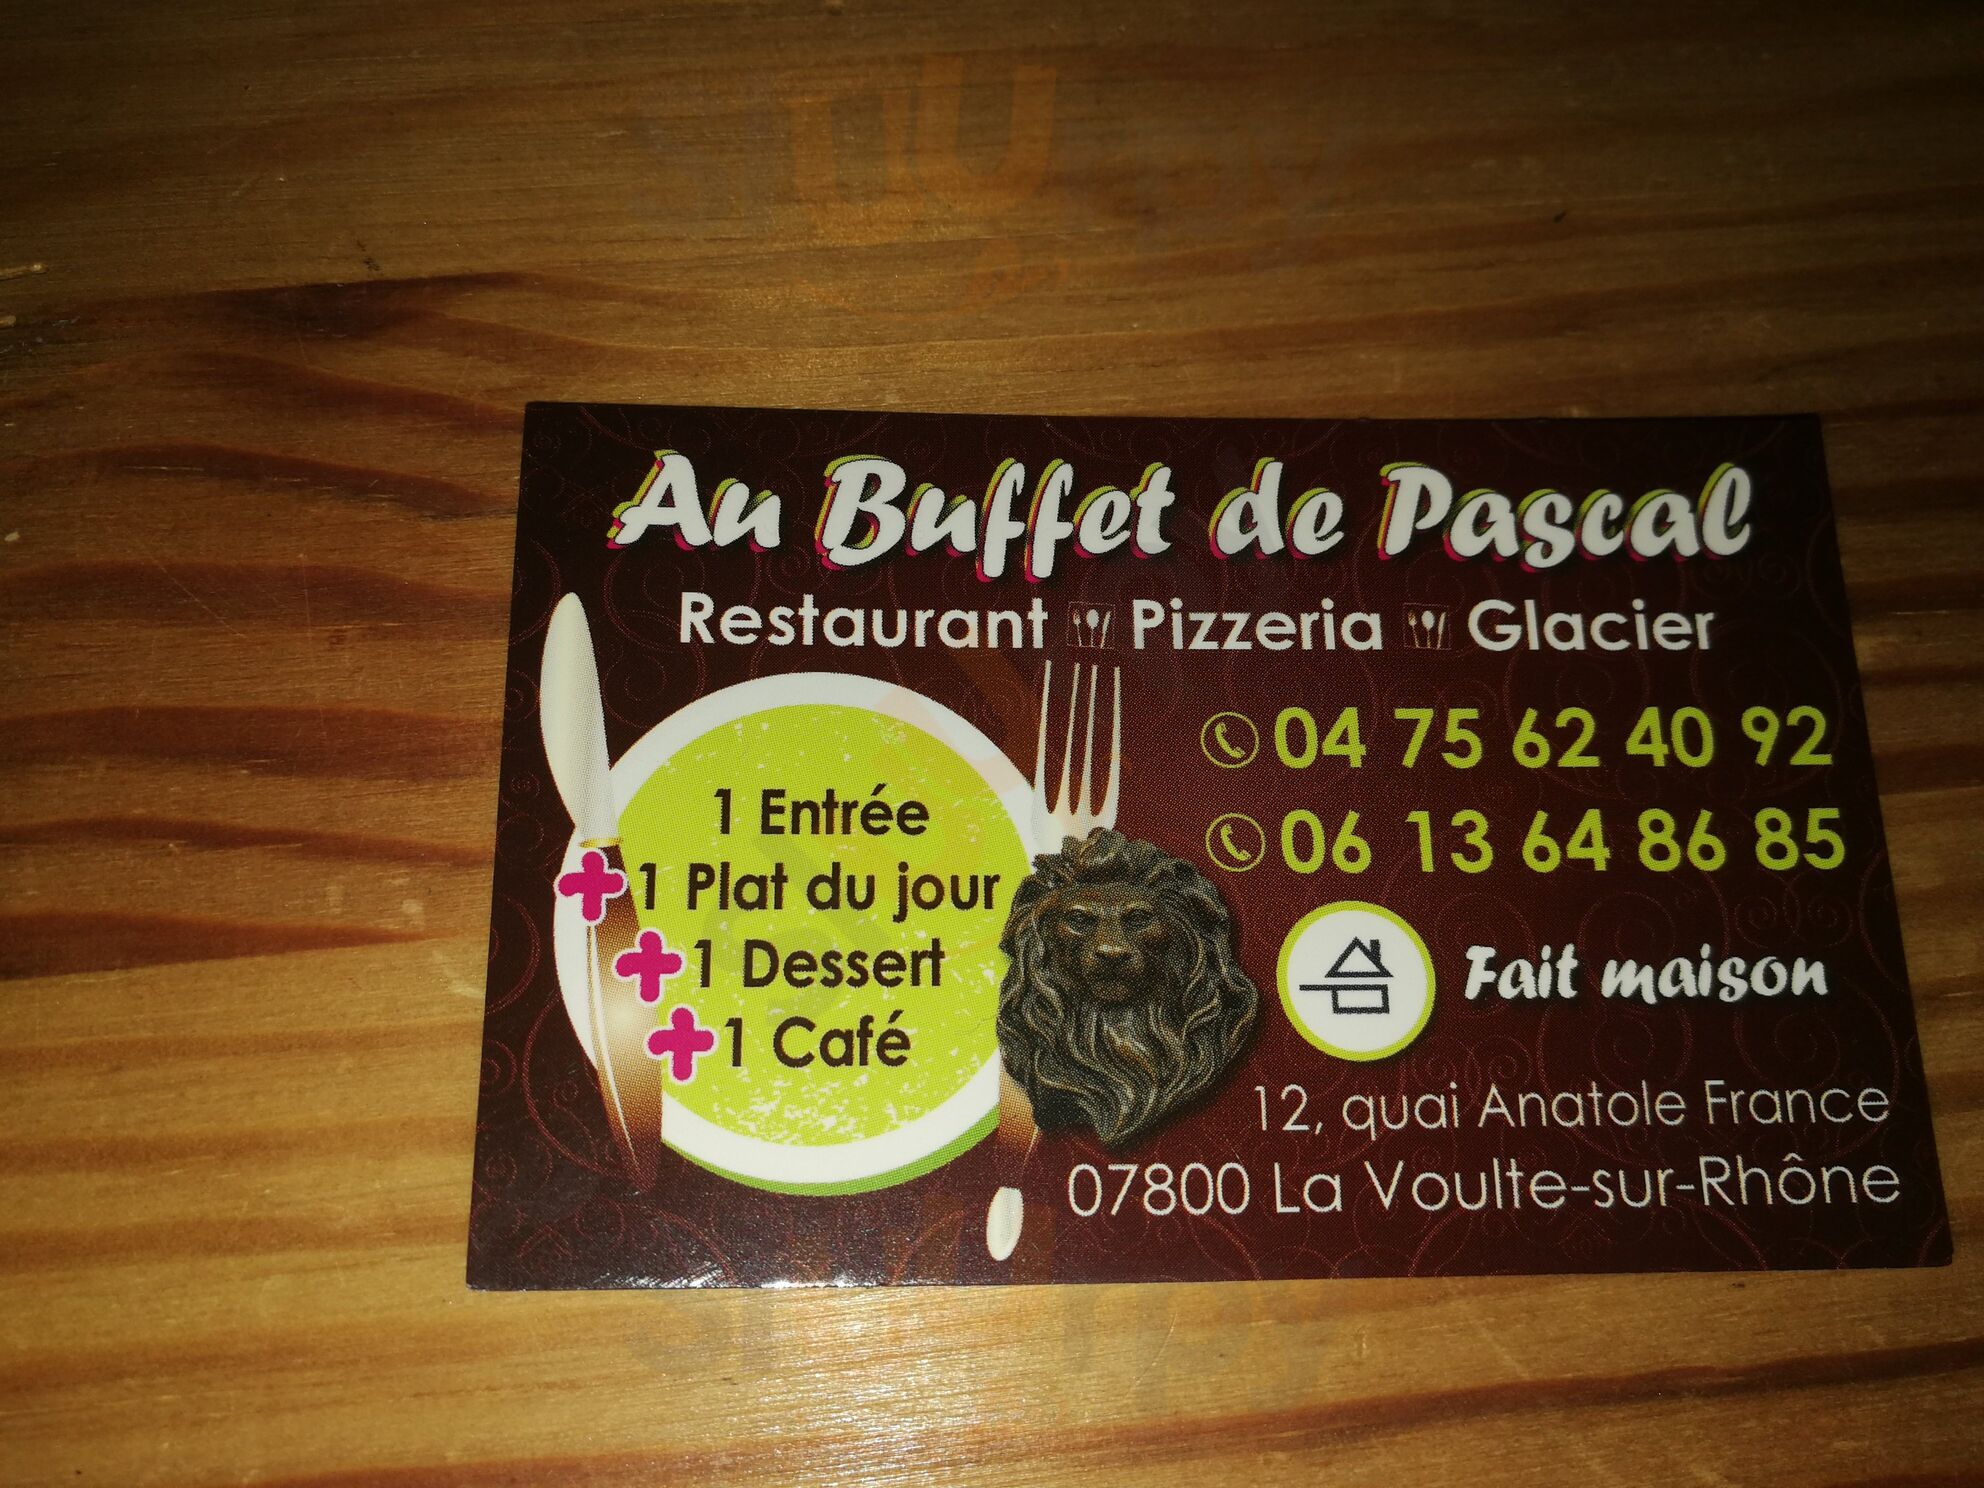 Au Buffet de Pascal
Restaurant Pizzeria Glacier
04 75 62 40 92
06 13 64 86 85
1 Entrée
+ 1 Plat du jour
+ 1 Dessert
+ 1 Café
Fait maison
12, quai Anatole France
07800 La Voulte-sur-Rhône